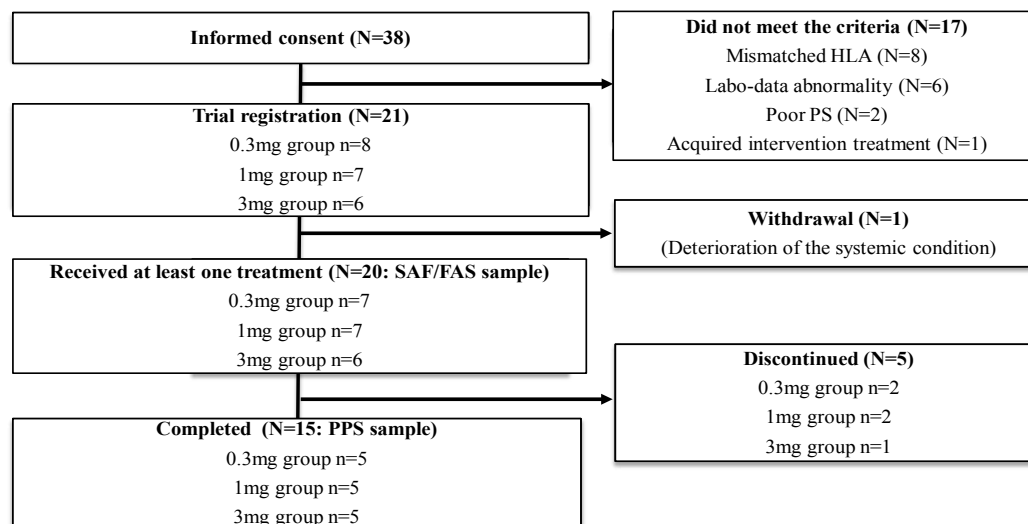 Informed consent (N=38)
Did not meet the criteria (N=17)
Mismatched HLA (N=8)
Labo-data abnormality (N=6)
Poor PS (N=2)
Acquired intervention treatment (N=1)
Trial registration (N=21)
0.3mg group n=8
1mg group n=7
3mg group n=6
Withdrawal (N=1)
(Deterioration of the systemic condition)
Received at least one treatment (N=20: SAF/FAS sample)
0.3mg group n=7
1mg group n=7
3mg group n=6
Discontinued (N=5)
0.3mg group n=2
1mg group n=2
3mg group n=1
Completed (N=15: PPS sample)
0.3mg group n=5
1mg group n=5
3mg group n=5